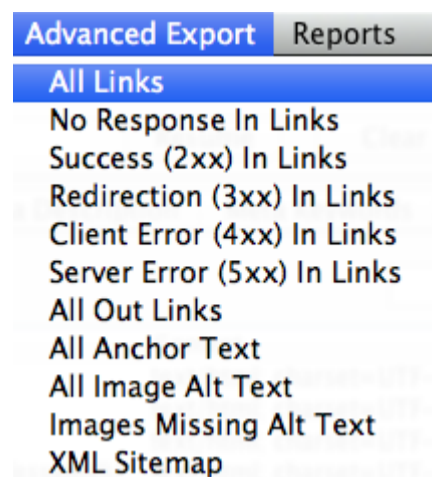 Advanced Export Reports
All Links
No Response In Links
Clear
Success (2xx) In Links
Redirection (3xx) In Links
Client Error (4xx) In Links
Server Error (5xx) In Links
All Out Links
All Anchor Text
All Image Alt Text
Images Missing Alt Text
XML Sitemap